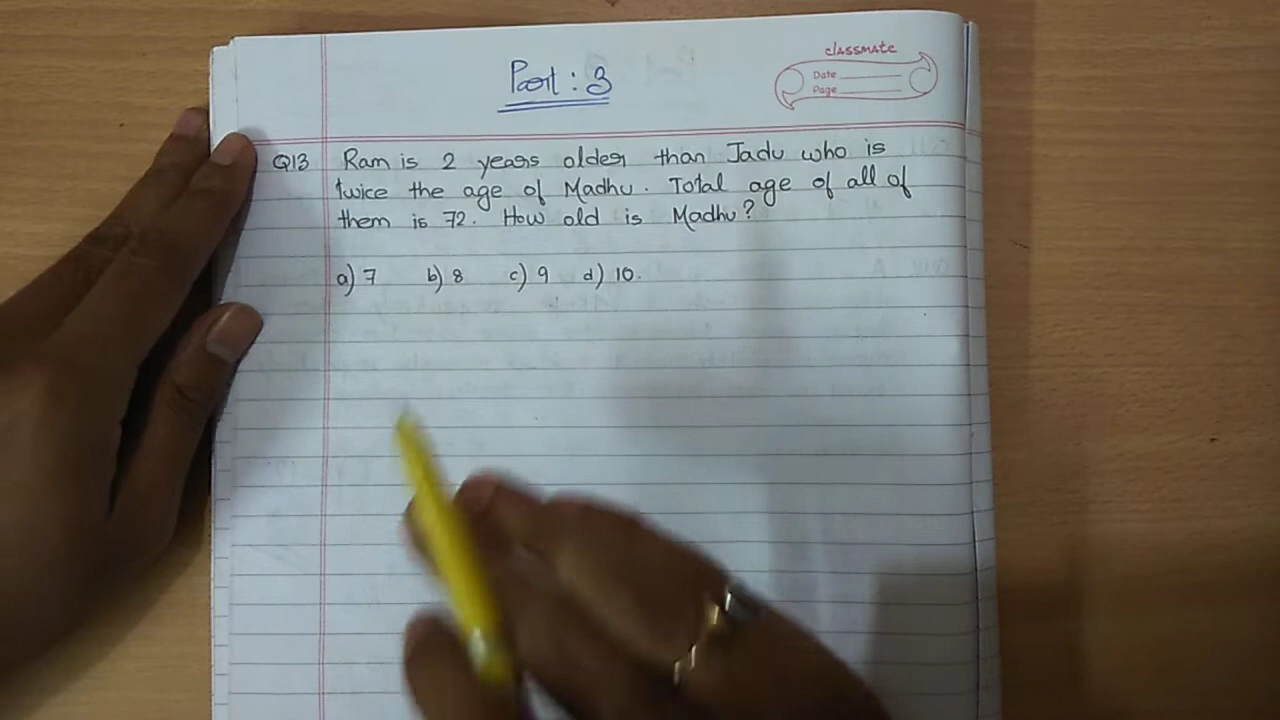 Part : 3
classmate
Date
Page
Q13 Ram is 2 years older than Jadu who is
twice the age of Madhu. Total age of all of
them is 72. How old is Madhu?
a) 7 b) 8 c) 9 d) 10.